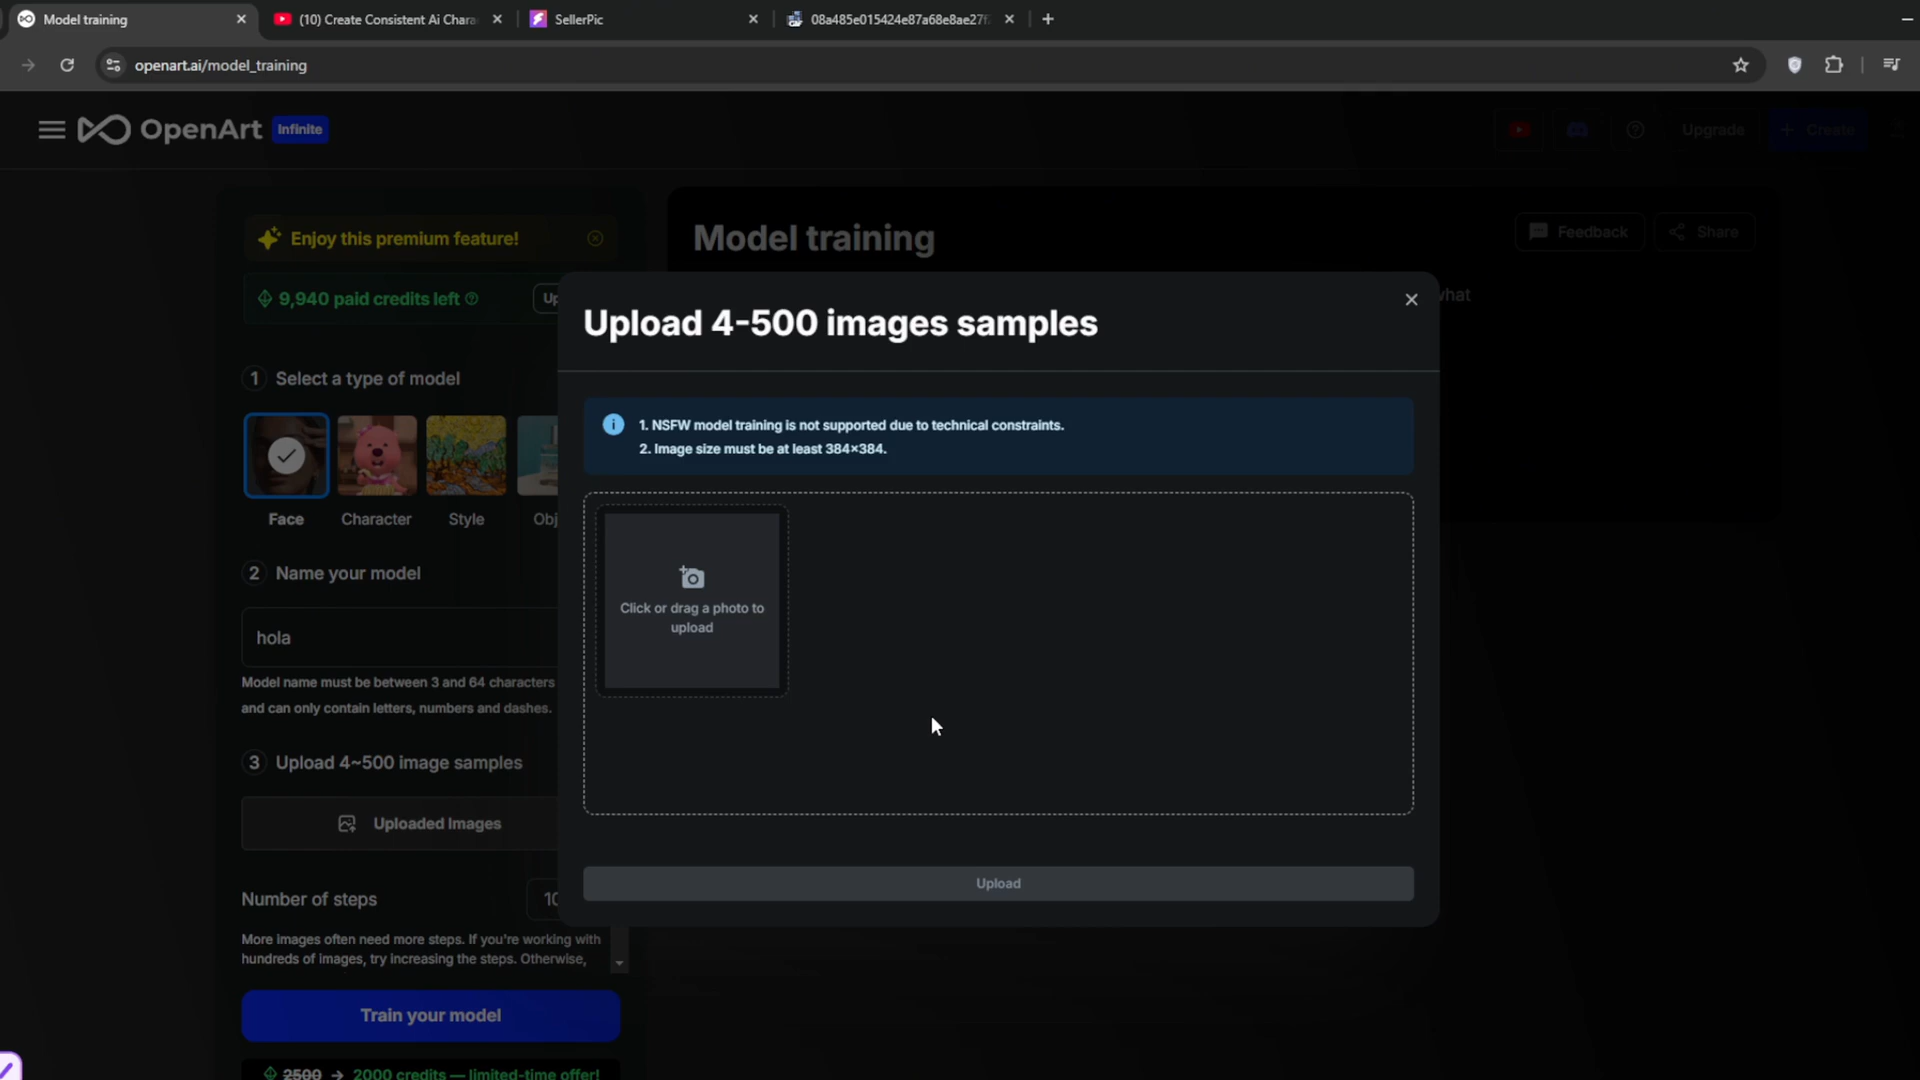 Model training
(10) Create Consistent Ai Chara
SellerPic
08a485e015424e87a68e8ae27f
openart.ai/model_training
OpenArt
Infinite
Upgrade
+ Create
Enjoy this premium feature!
9,940 paid credits left
Up
Model training
Feedback
Share
what
Upload 4-500 images samples
1. NSFW model training is not supported due to technical constraints.
2. Image size must be at least 384×384.
Click or drag a photo to
upload
Upload
1 Select a type of model
Face
Character
Style
Obj
2 Name your model
hola
Model name must be between 3 and 64 characters
and can only contain letters, numbers and dashes.
3 Upload 4~500 image samples
Uploaded Images
Number of steps
10
More images often need more steps. If you're working with
hundreds of images, try increasing the steps. Otherwise,
Train your model
2500 → 2000 credits — limited-time offer!